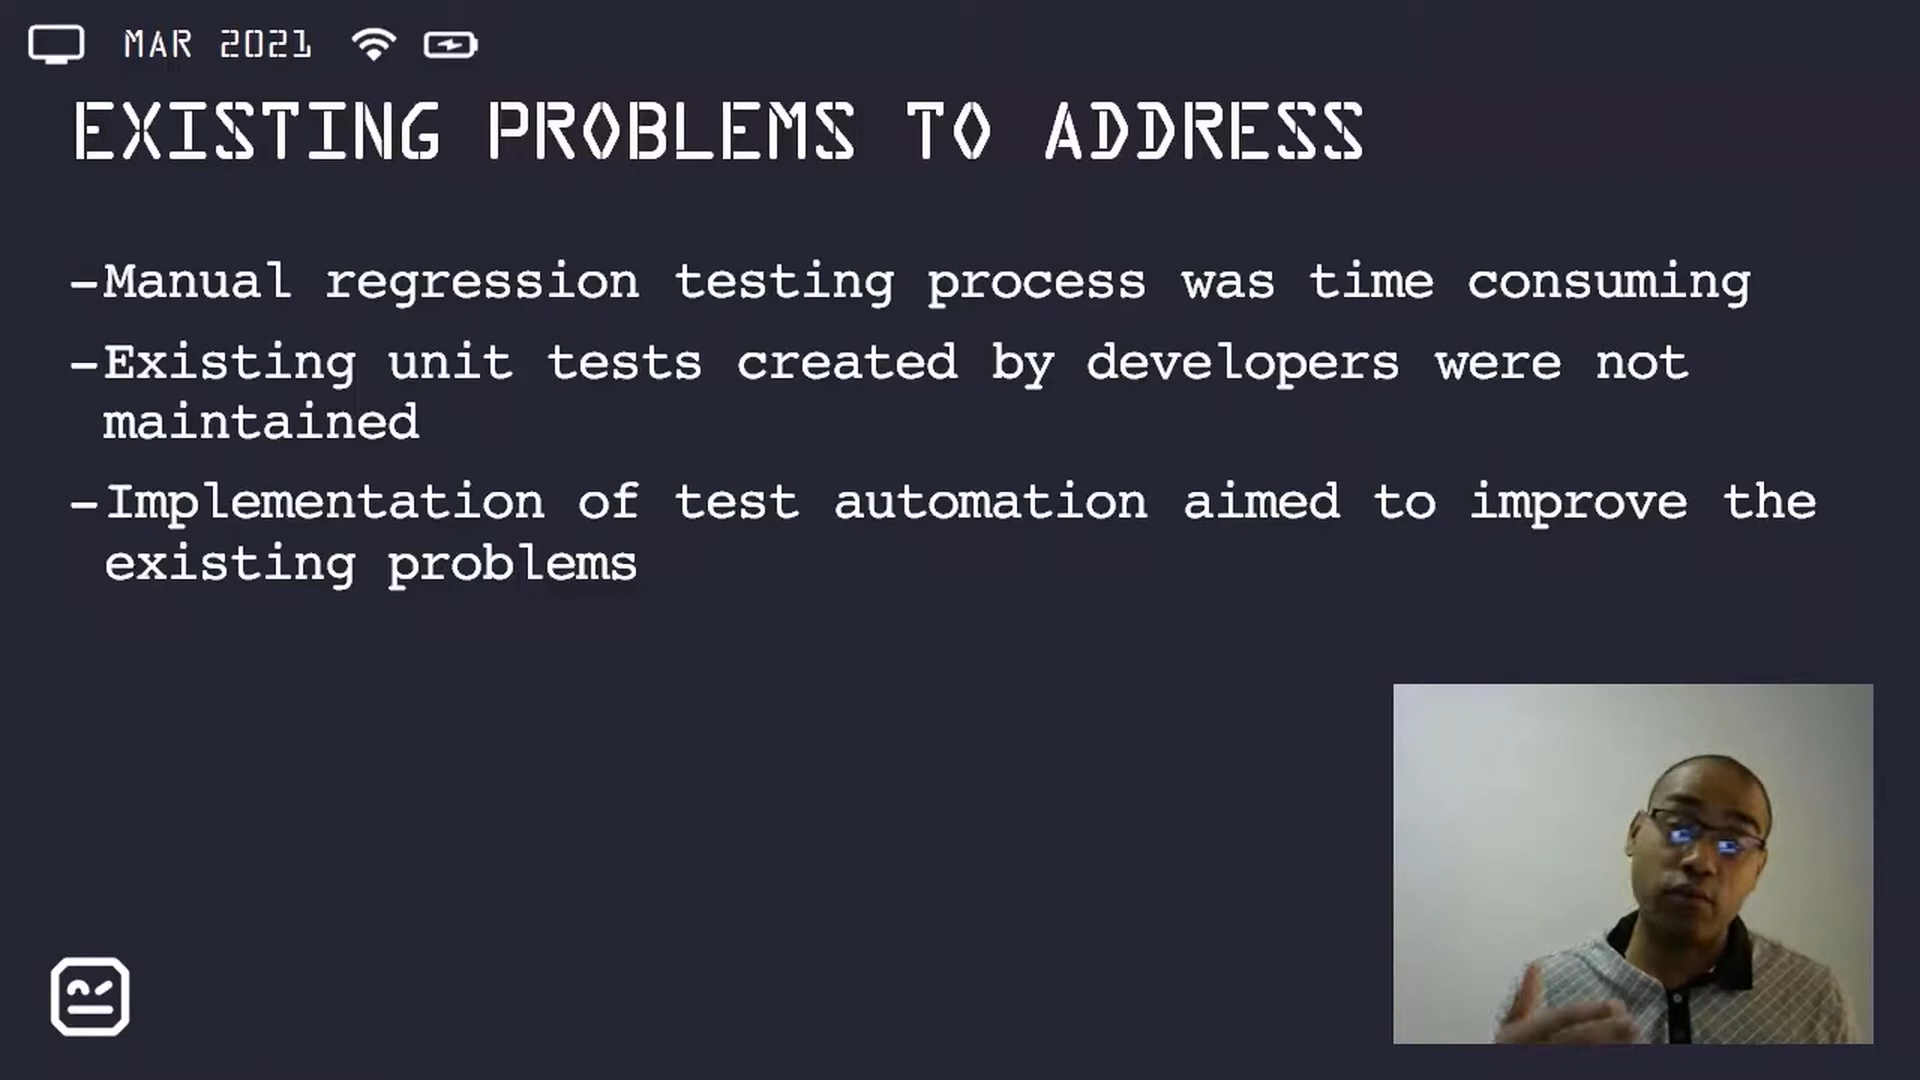 MAR 2021
EXISTING PROBLEMS TO ADDRESS
-Manual regression testing process was time consuming
-Existing unit tests created by developers were not
maintained
-Implementation of test automation aimed to improve the
existing problems